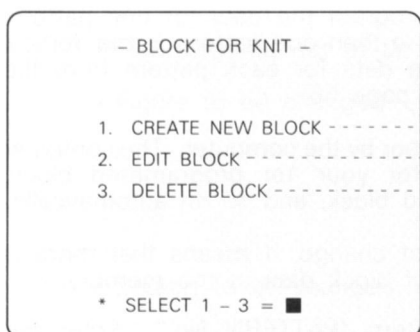 – BLOCK FOR KNIT –
1. CREATE NEW BLOCK - - - - - -
2. EDIT BLOCK - - - - - - - - - - - -
3. DELETE BLOCK - - - - - - - - - -
* SELECT 1 – 3 = ■